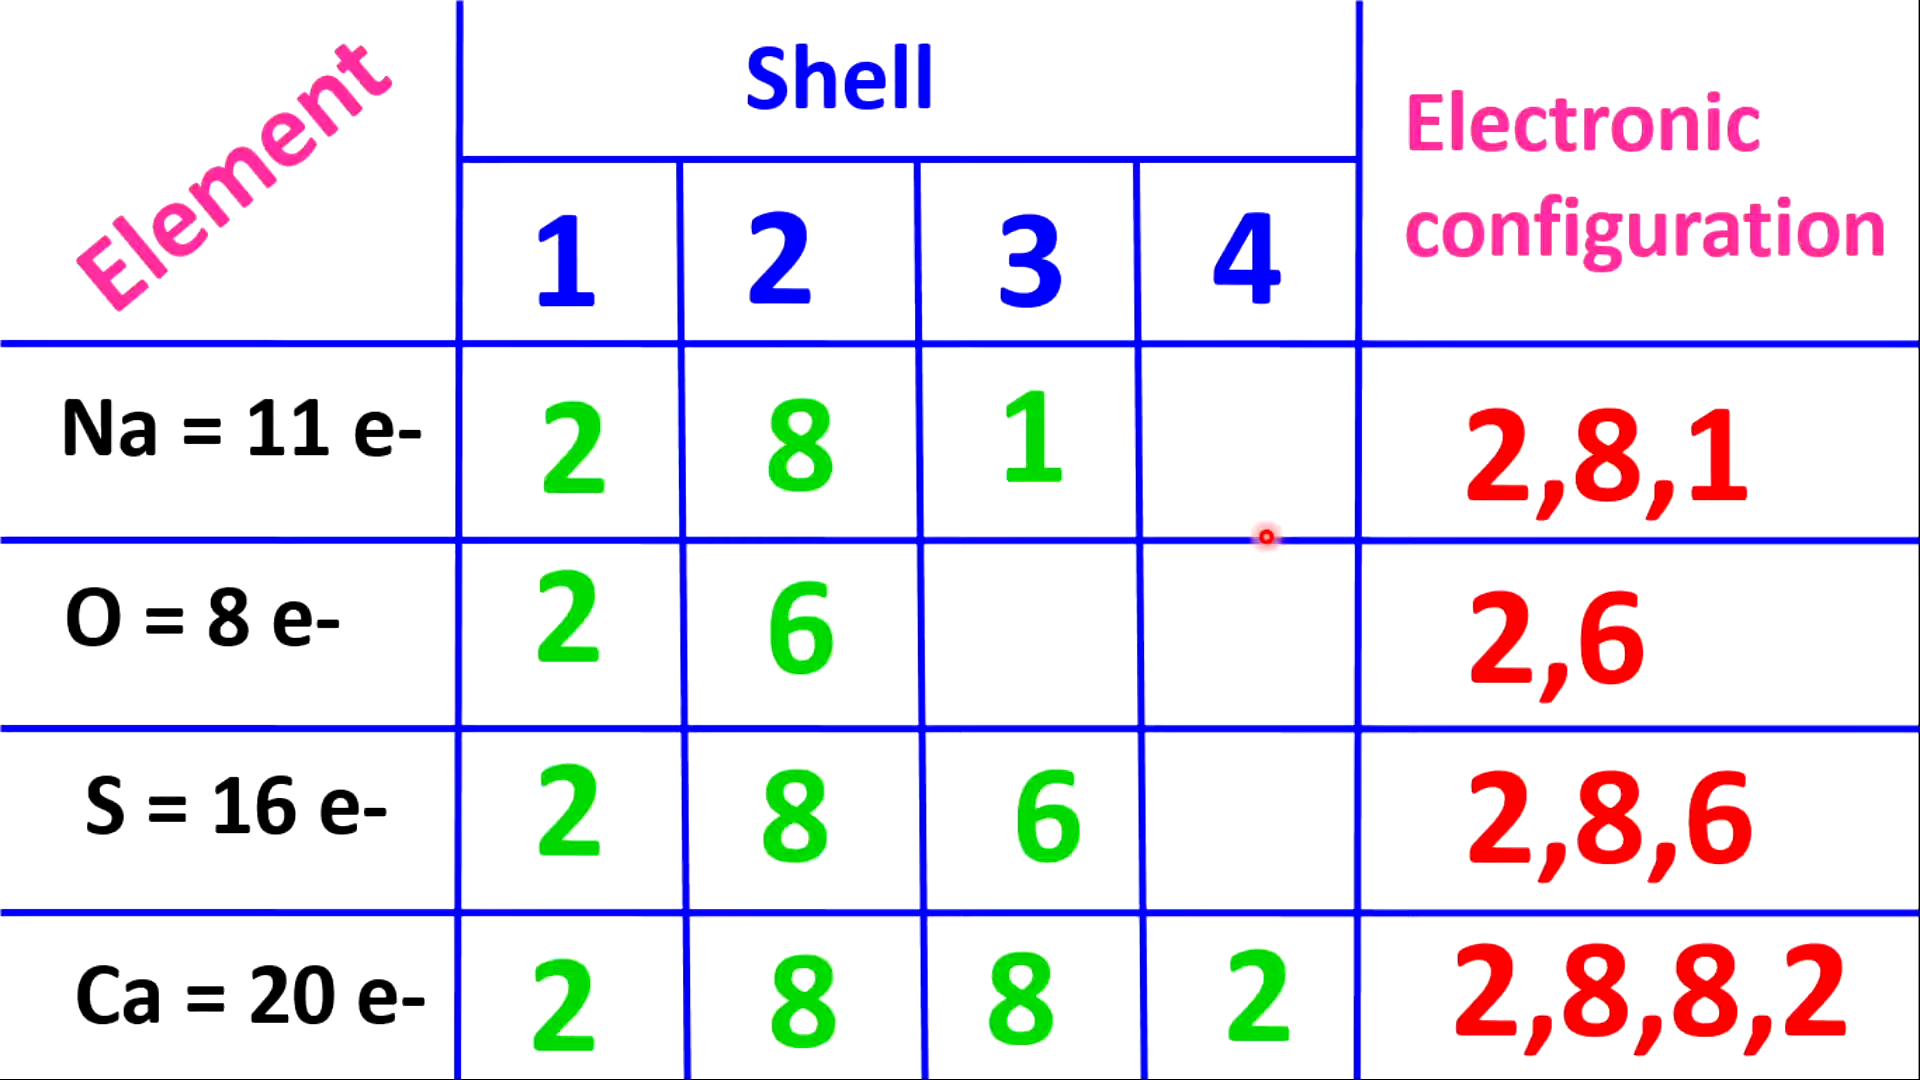 Element
Shell
Electronic
configuration
1 2 3 4
Na = 11 e- 2 8 1 2,8,1
O = 8 e- 2 6 2,6
S = 16 e- 2 8 6 2,8,6
Ca = 20 e- 2 8 8 2 2,8,8,2